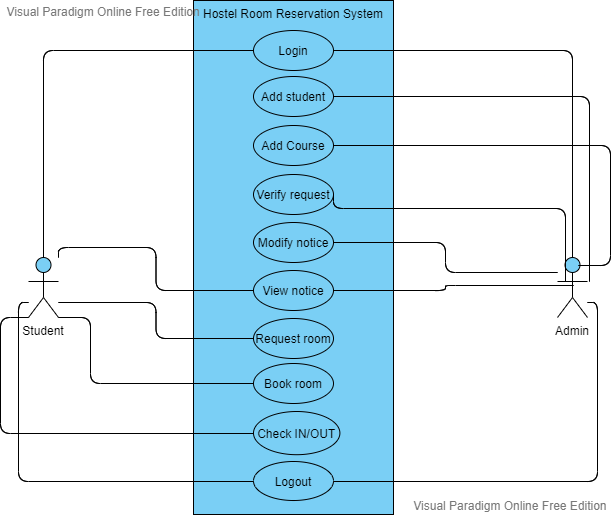 Visual Paradigm Online Free Edition
Hostel Room Reservation System
Login
Add student
Add Course
Verify request
Modify notice
View notice
Student
Admin
Request room
Book room
Check IN/OUT
Logout
Visual Paradigm Online Free Edition